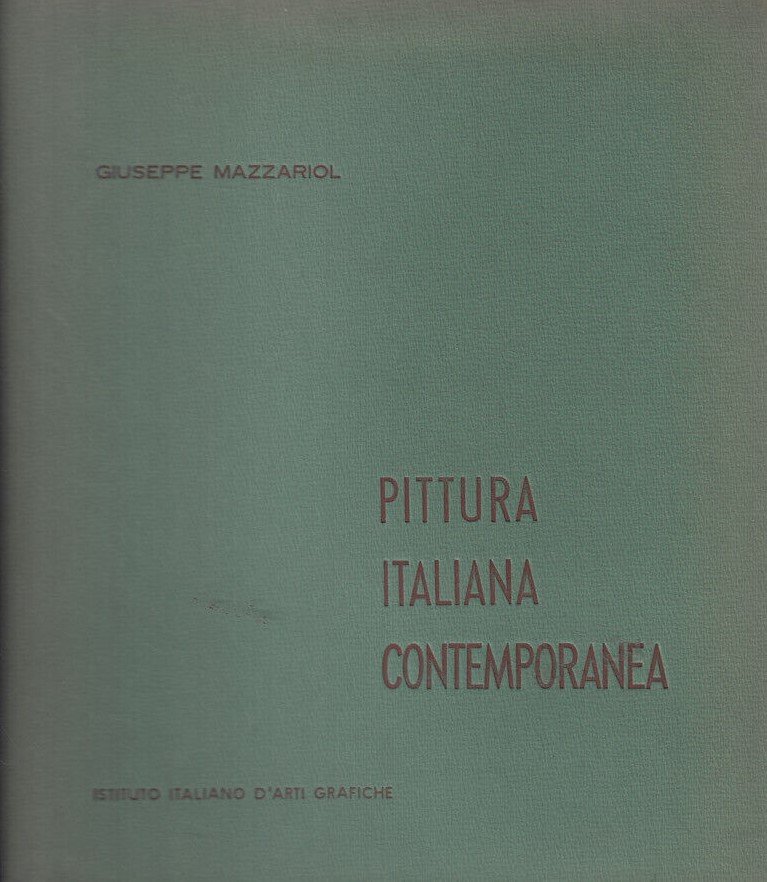 GIUSEPPE MAZZARIOL
PITTURA
ITALIANA
CONTEMPORANEA
ISTITUTO ITALIANO D'ARTI GRAFICHE